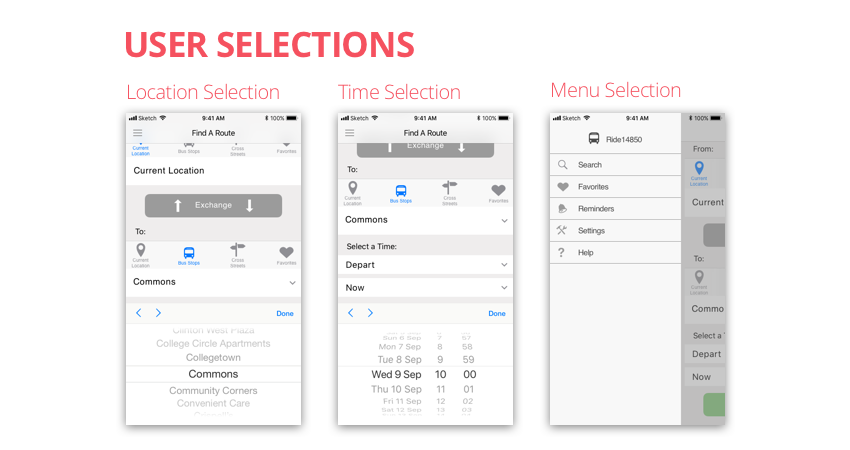 USER SELECTIONS
Location Selection
Sketch 9:41 AM 100%
Find A Route
Current Location
Bus Stops
Cross Streets
Favorites
Current Location
Exchange
To:
Current Location
Bus Stops
Cross Streets
Favorites
Commons
Done
Clinton West Plaza
College Circle Apartments
Collegetown
Commons
Community Corners
Convenient Care
Time Selection
Sketch 9:41 AM 100%
Find A Route
Exchange
To:
Current Location
Bus Stops
Cross Streets
Favorites
Commons
Select a Time:
Depart
Now
Done
Sun 6 Sep 7 57
Mon 7 Sep 8 58
Tue 8 Sep 9 59
Wed 9 Sep 10 00
Thu 10 Sep 11 01
Fri 11 Sep 12 02
Sat 12 Sep 13 03
Menu Selection
Sketch 9:41 AM 100%
Ride14850
Search
Favorites
Reminders
Settings
Help
From:
Current Location
Current
To:
Current Location
Commo
Select a
Depart
Now